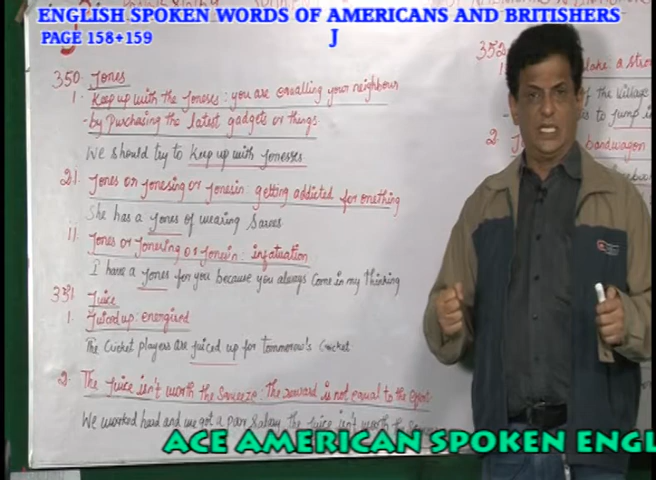 ENGLISH SPOKEN WORDS OF AMERICANS AND BRITISHERS
PAGE 158+159
J
350. Jones
1. Keep up with the Joneses: you are equalling your neighbour
-by purchasing the latest gadgets or things.
We should try to keep up with Jonesses
2. Jones or jonesing or jonesin: getting addicted for onething
She has a jones of wearing Sarees
11. Jones or Jonesing or Jonesin: infatuation
I have a Jones for you because you always come in my thinking
351. Juice
1. Juiced up: energised
The Cricket players are juiced up for tommorow's Cricket
2. The Juice isn't worth the Squeeze: The reward is not equal to the effort.
We worked hard and we got a poor Salary the Juice isn't worth the
352
1.
a stro
of the Village
to jump i
2. J
bandwagon
ACE AMERICAN SPOKEN ENGL